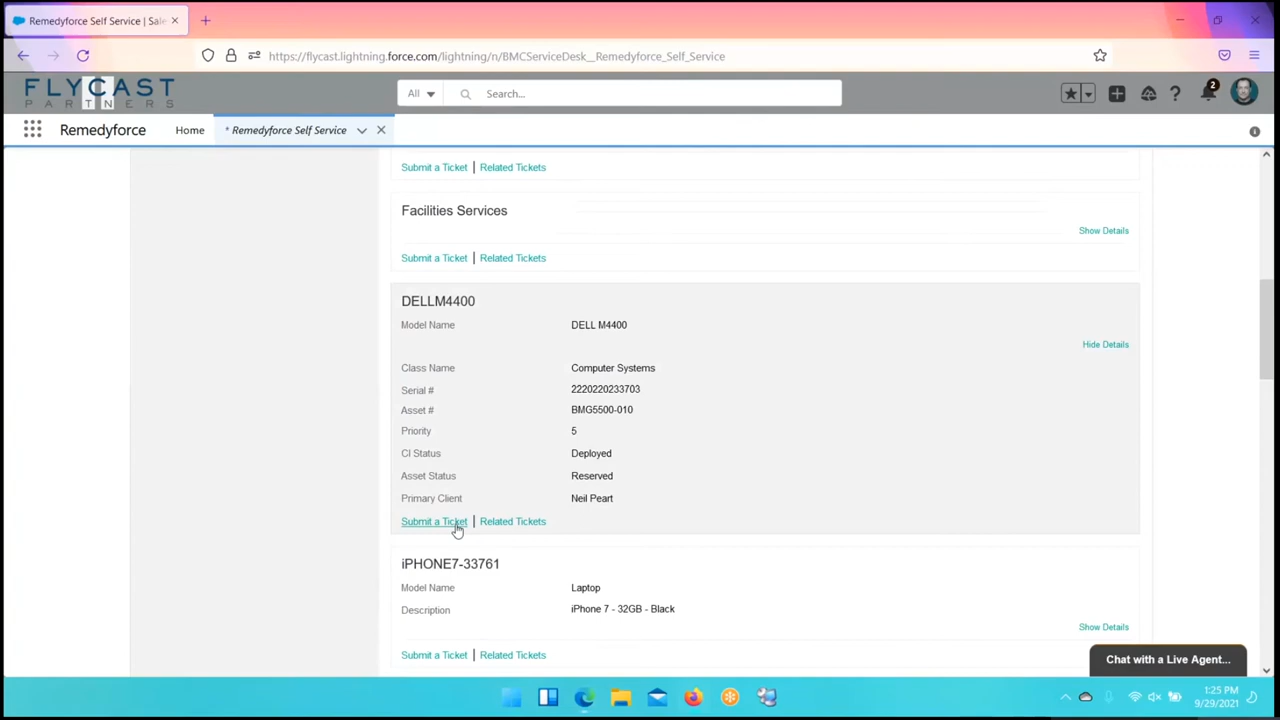 Remedyforce Self Service | Sale
https://flycast.lightning.force.com/lightning/n/BMCServiceDesk__Remedyforce_Self_Service
FLYCAST
PARTNERS
All
Search...
2
Remedyforce
Home
* Remedyforce Self Service
Submit a Ticket | Related Tickets
Facilities Services
Show Details
Submit a Ticket | Related Tickets
DELLM4400
Model Name DELL M4400
Hide Details
Class Name Computer Systems
Serial # 2220220233703
Asset # BMG5500-010
Priority 5
CI Status Deployed
Asset Status Reserved
Primary Client Neil Peart
Submit a Ticket | Related Tickets
iPHONE7-33761
Model Name Laptop
Description iPhone 7 - 32GB - Black
Show Details
Submit a Ticket | Related Tickets
Chat with a Live Agent...
1:25 PM
9/29/2021